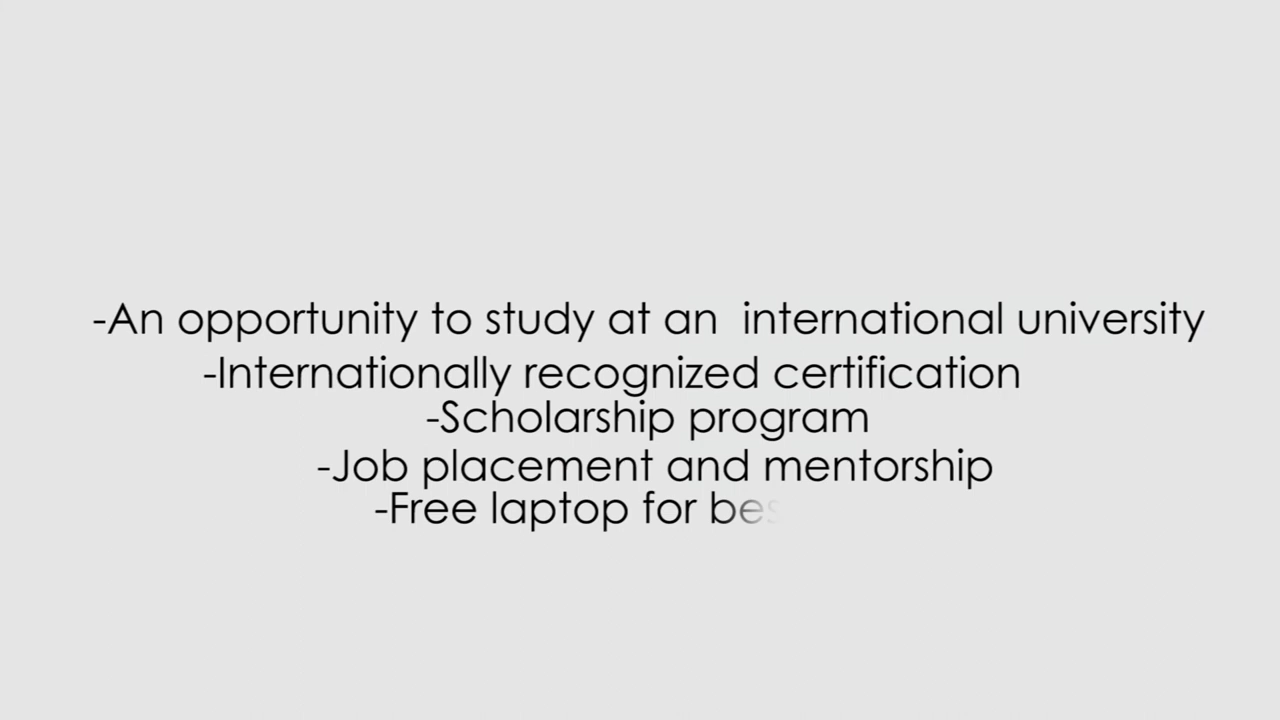 -An opportunity to study at an  international university
-Internationally recognized certification
-Scholarship program
-Job placement and mentorship
-Free laptop for